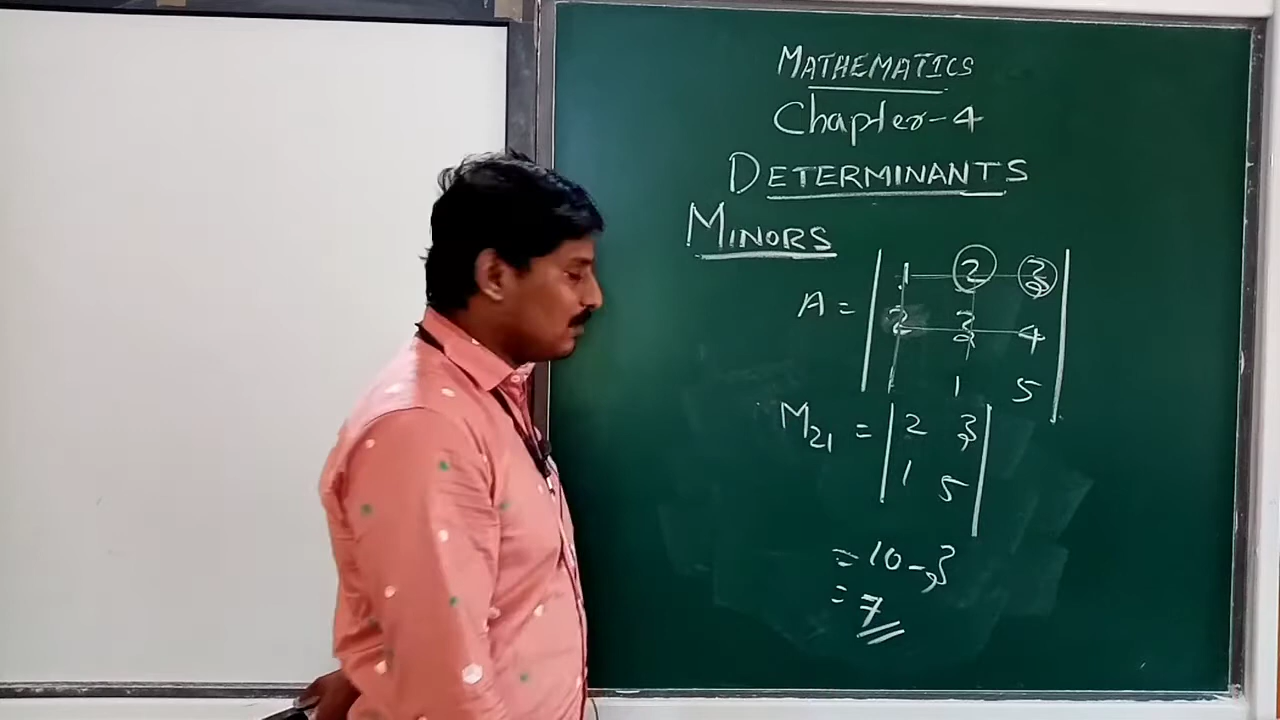 MATHEMATICS
Chapter-4
DETERMINANTS
MINORS
A = | 1 2 3 |
| 2 3 4 |
| 1 5 |
M21 = | 2 3 |
| 1 5 |
= 10 - 3
= 7